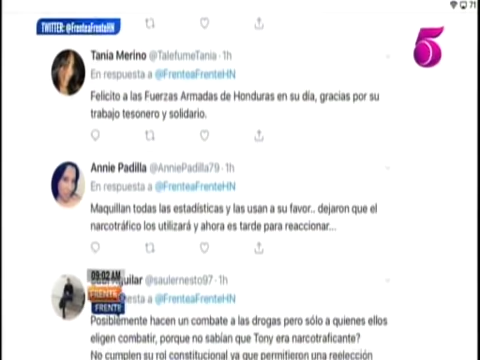 TWITTER: @FrenteaFrenteHN
71
5
Tania Merino @TalefumeTania · 1h
En respuesta a @FrenteaFrenteHN
Felicito a las Fuerzas Armadas de Honduras en su día, gracias por su
trabajo tesonero y solidario.
Annie Padilla @AnniePadilla79 · 1h
En respuesta a @FrenteaFrenteHN
Maquillan todas las estadísticas y las usan a su favor.. dejaron que el
narcotráfico los utilizará y ahora es tarde para reaccionar...
09:02 AM
Aguilar @saulernesto97 · 1h
FRENTE
FRENTE
@FrenteaFrenteHN
Posiblemente hacen un combate a las drogas pero sólo a quienes ellos
eligen combatir, porque no sabían que Tony era narcotraficante?
No cumplen su rol constitucional ya que permitieron una reelección